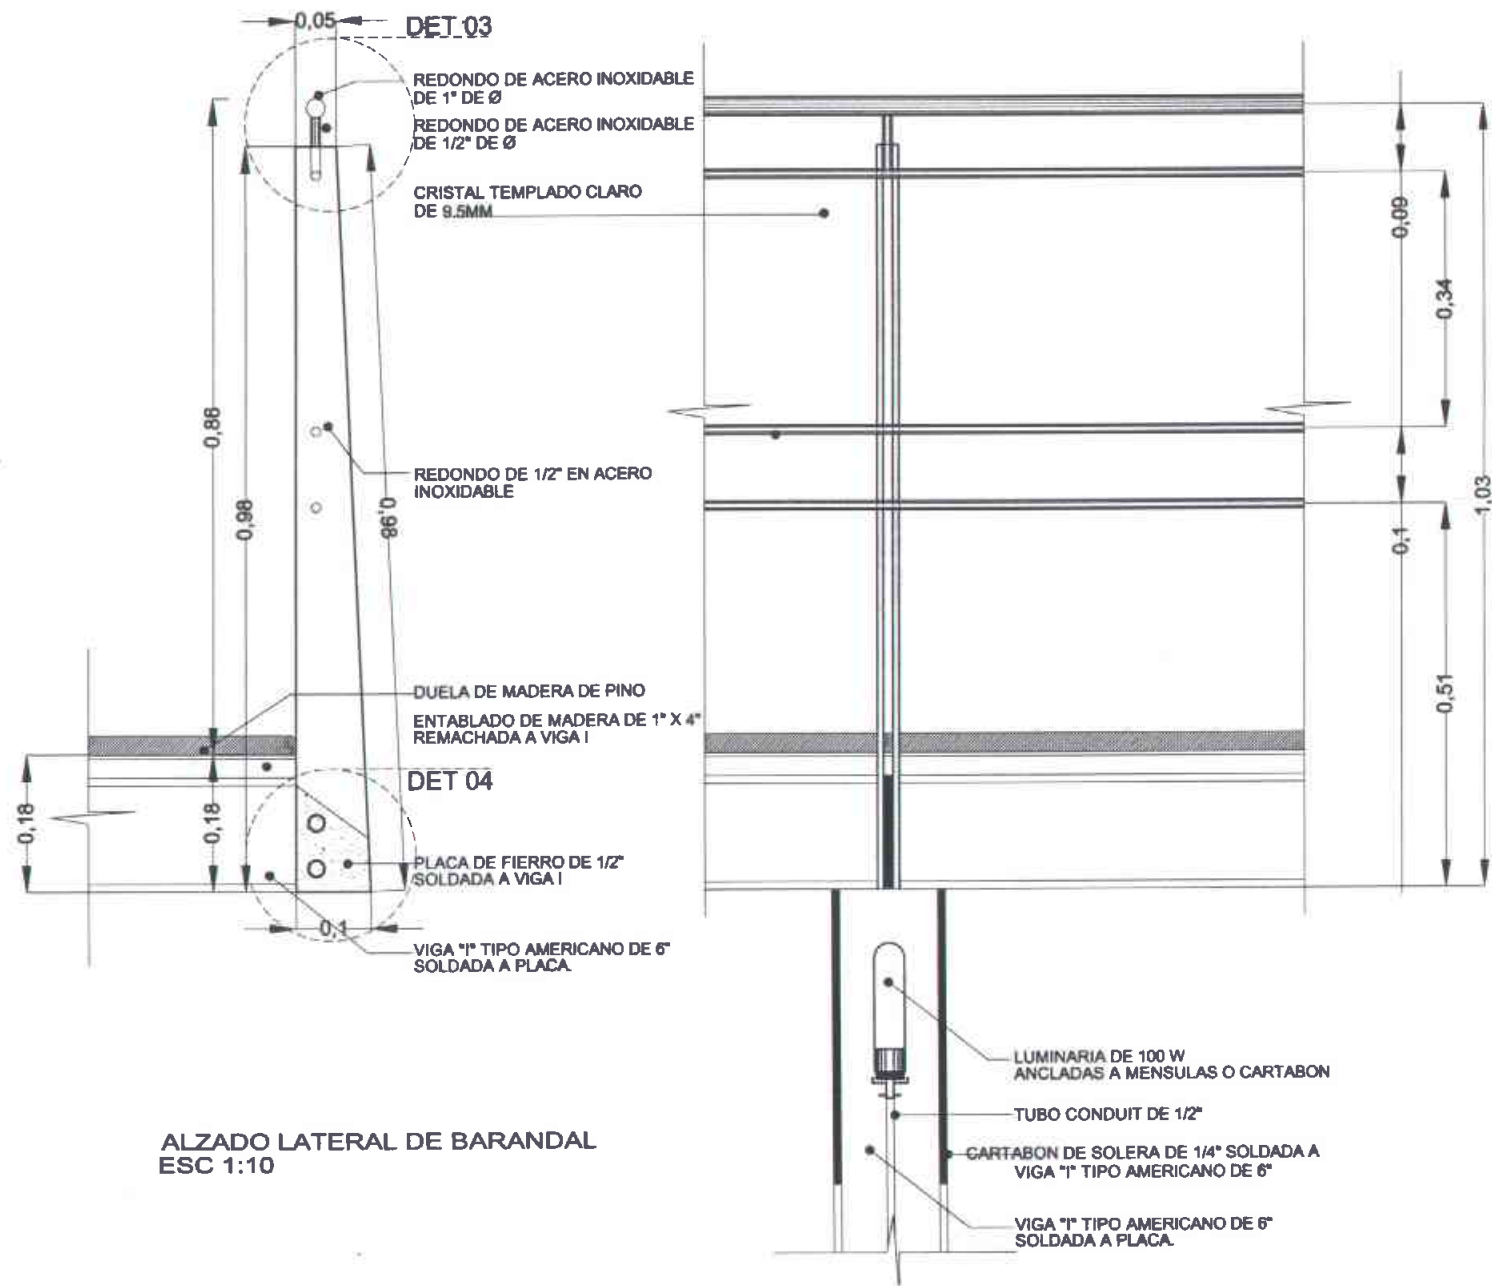 0,05
DET 03
REDONDO DE ACERO INOXIDABLE
DE 1" DE Ø
REDONDO DE ACERO INOXIDABLE
DE 1/2" DE Ø
CRISTAL TEMPLADO CLARO
DE 9.5MM
0,86
0,98
0,98
REDONDO DE 1/2" EN ACERO
INOXIDABLE
DUELA DE MADERA DE PINO
ENTABLADO DE MADERA DE 1" X 4"
REMACHADA A VIGA I
DET 04
0,18
0,18
PLACA DE FIERRO DE 1/2"
SOLDADA A VIGA I
0,1
VIGA "I" TIPO AMERICANO DE 6"
SOLDADA A PLACA.
0,09
0,34
1,03
0,1
0,51
LUMINARIA DE 100 W
ANCLADAS A MENSULAS O CARTABON
TUBO CONDUIT DE 1/2"
CARTABON DE SOLERA DE 1/4" SOLDADA A
VIGA "I" TIPO AMERICANO DE 6"
VIGA "I" TIPO AMERICANO DE 6"
SOLDADA A PLACA.
ALZADO LATERAL DE BARANDAL
ESC 1:10